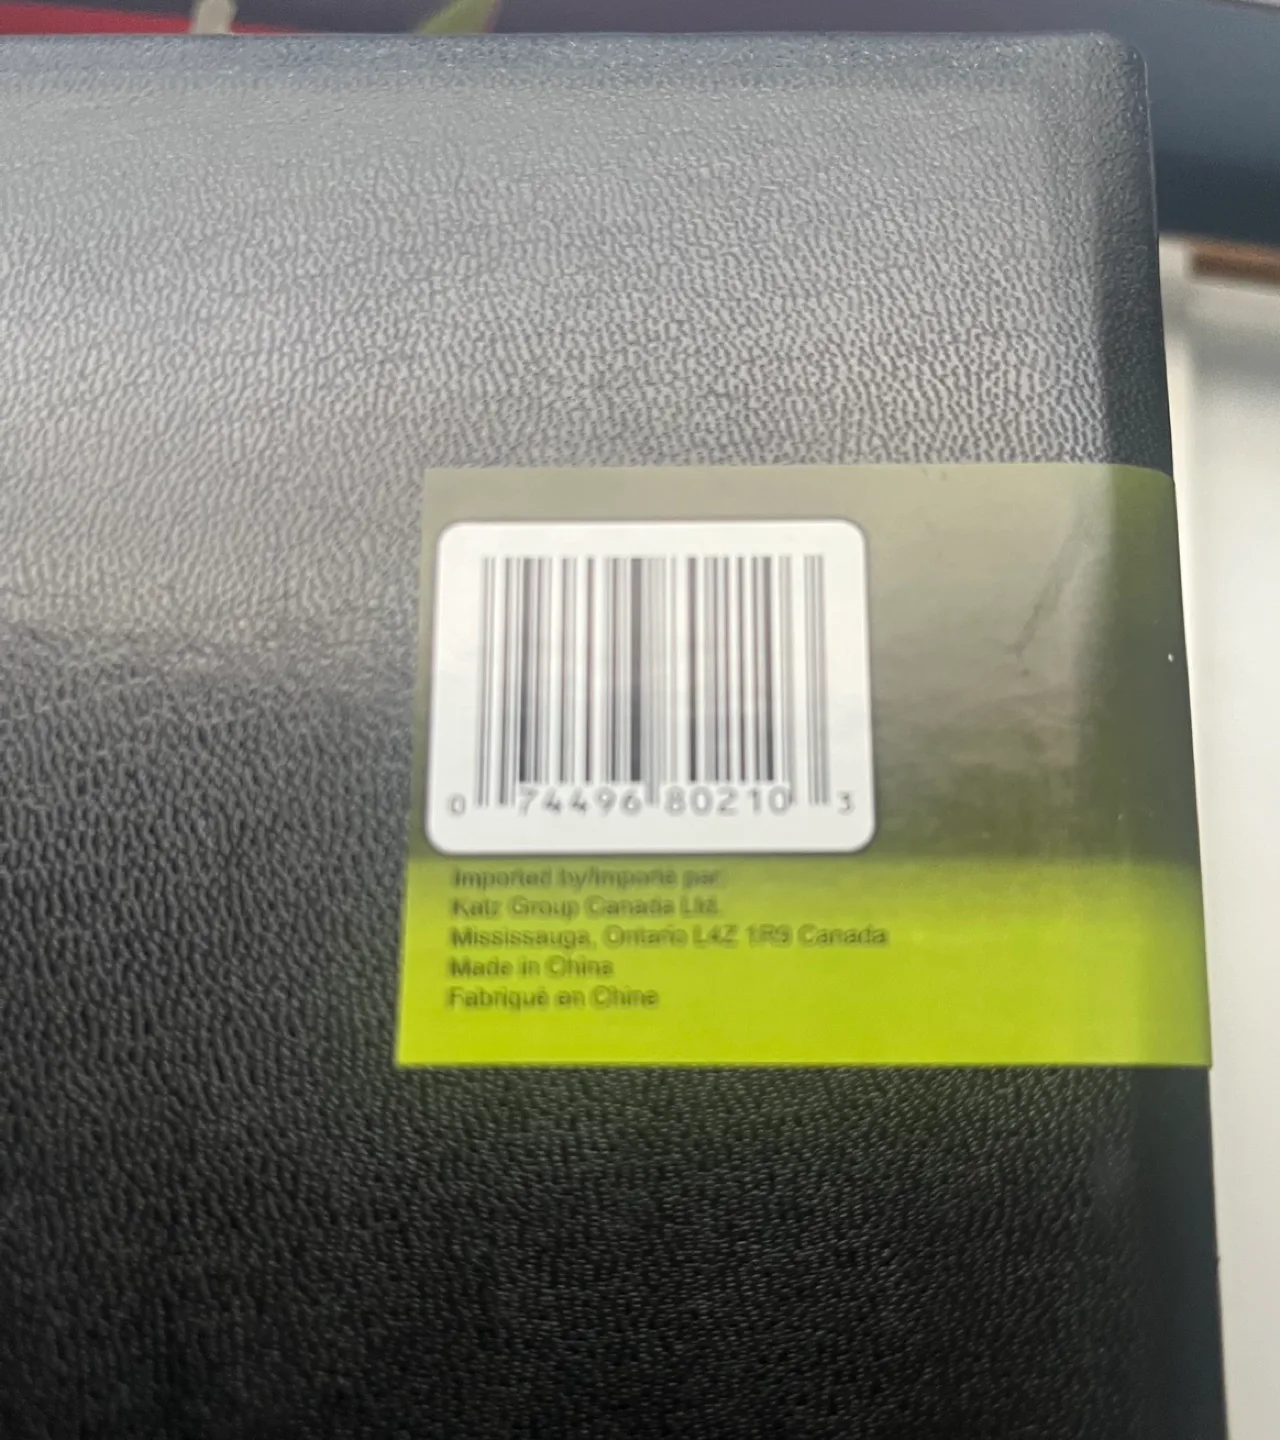 0 74496 80210 3
Imported by/Importé par:
Katz Group Canada Ltd.
Mississauga, Ontario L4Z 1R9 Canada
Made in China
Fabriqué en Chine